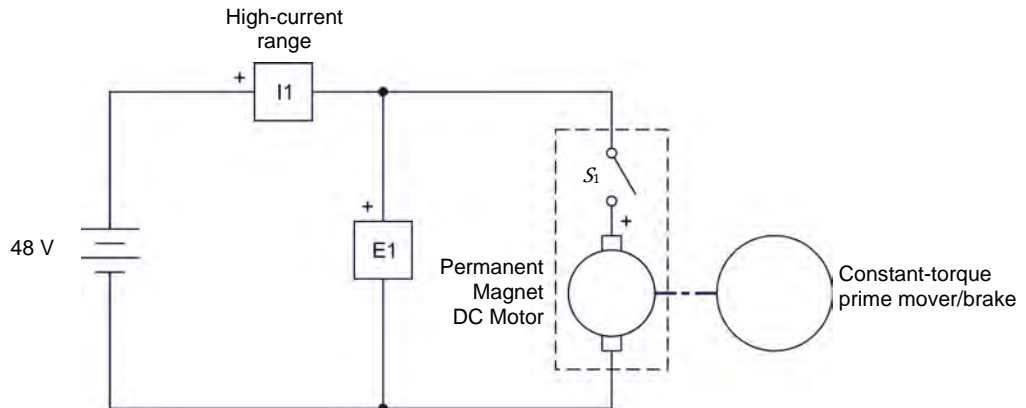 High-current
range
+
I1
+
E1
48 V
S1
+
Permanent
Magnet
DC Motor
Constant-torque
prime mover/brake